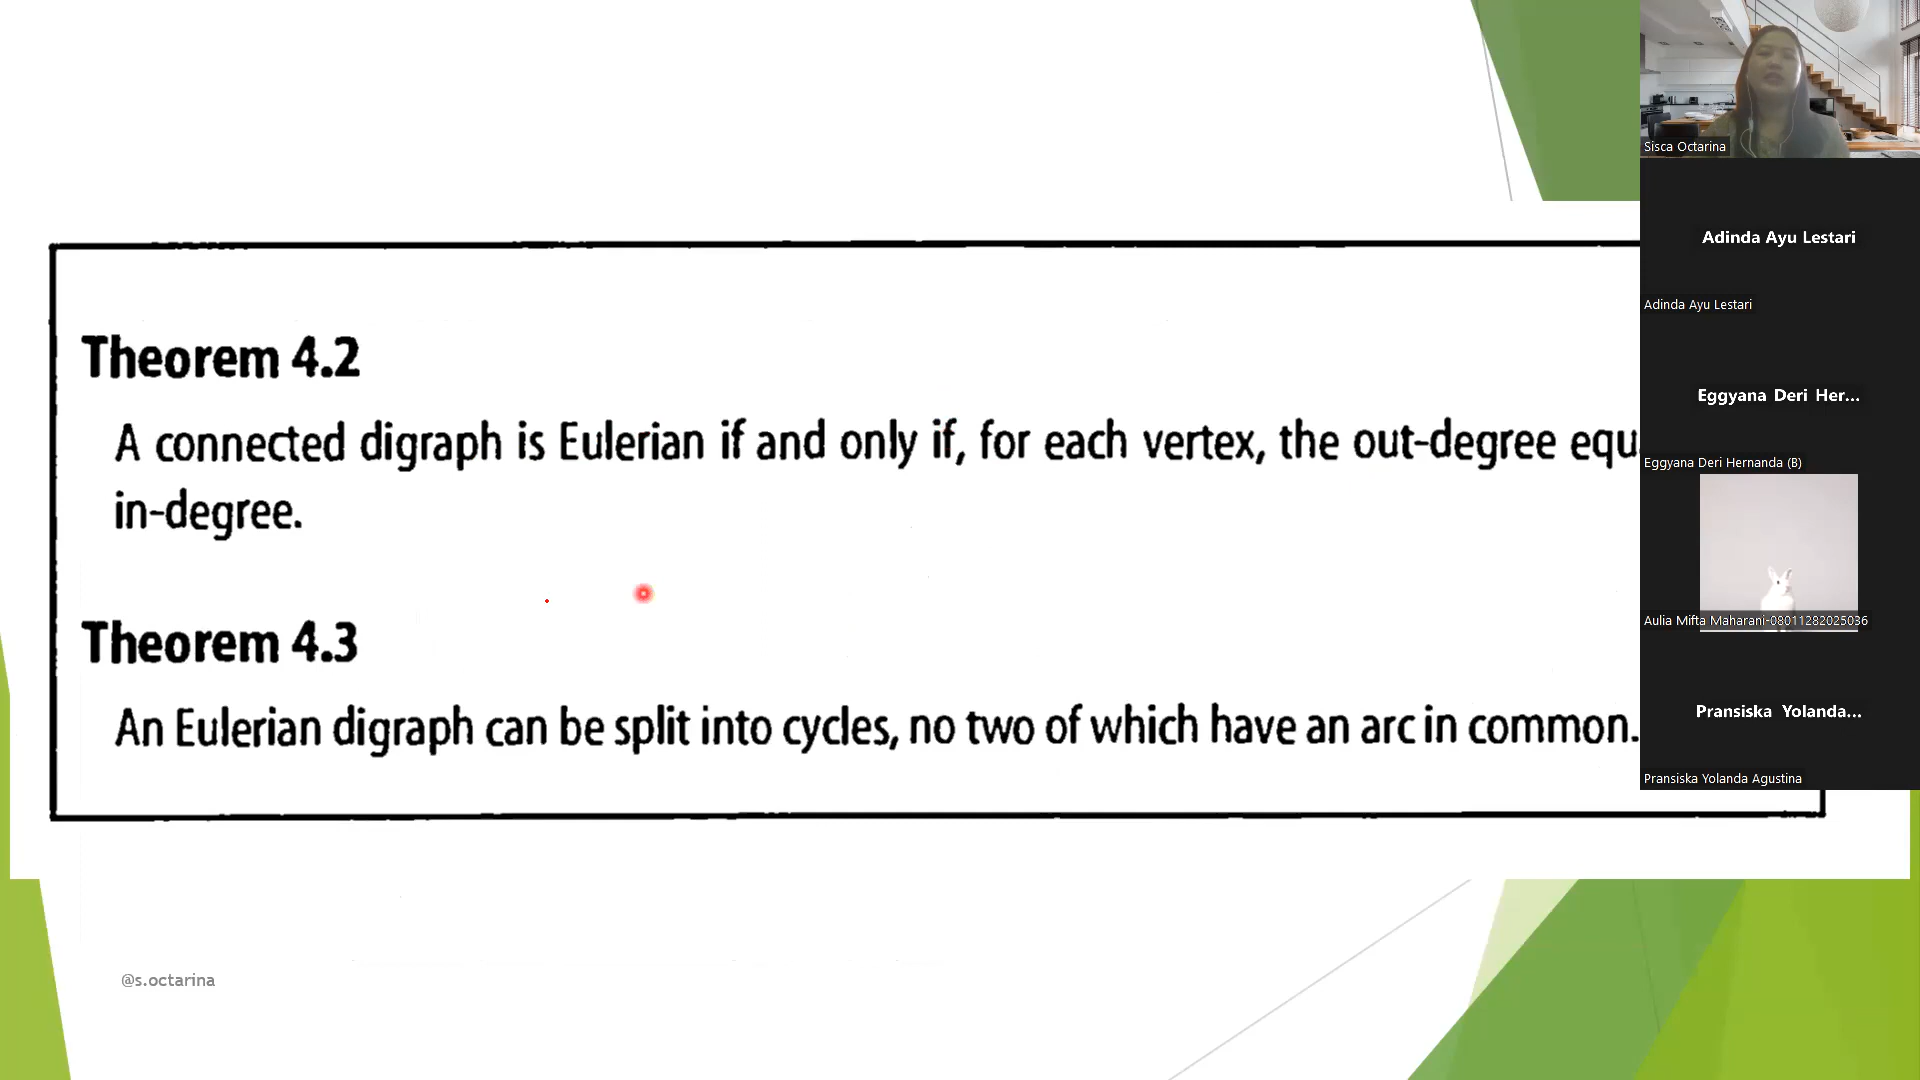 Theorem 4.2
A connected digraph is Eulerian if and only if, for each vertex, the out-degree equ
in-degree.
Theorem 4.3
An Eulerian digraph can be split into cycles, no two of which have an arc in common.
@s.octarina
Sisca Octarina
Adinda Ayu Lestari
Adinda Ayu Lestari
Eggyana Deri Her...
Eggyana Deri Hernanda (B)
Aulia Mifta Maharani-08011282025036
Pransiska Yolanda...
Pransiska Yolanda Agustina